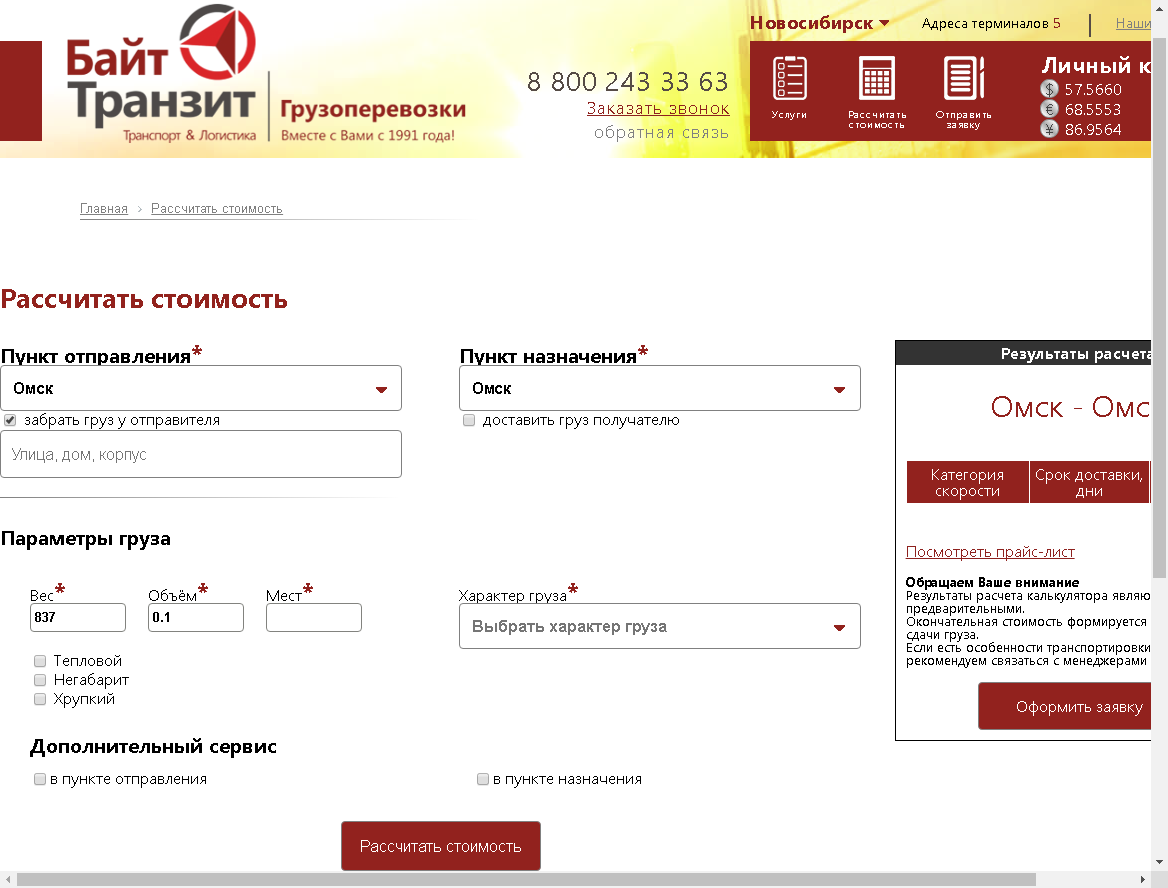 Байт
Транзит
Транспорт & Логистика
Грузоперевозки
Вместе с Вами с 1991 года!
8 800 243 33 63
Заказать звонок
обратная связь
Новосибирск
Адреса терминалов 5
Наши
Услуги
Рассчитать
стоимость
Отправить
заявку
Личный к
$ 57.5660
€ 68.5553
¥ 86.9564
Главная › Рассчитать стоимость
Рассчитать стоимость
Пункт отправления*
Омск
забрать груз у отправителя
Улица, дом, корпус
Пункт назначения*
Омск
доставить груз получателю
Параметры груза
Вес*
837
Объём*
0.1
Мест*
Характер груза*
Выбрать характер груза
Тепловой
Негабарит
Хрупкий
Дополнительный сервис
в пункте отправления
в пункте назначения
Рассчитать стоимость
Результаты расчета
Омск - Омс
Категория
скорости
Срок доставки,
дни
Посмотреть прайс-лист
Обращаем Ваше внимание
Результаты расчета калькулятора являю
предварительными.
Окончательная стоимость формируется
сдачи груза.
Если есть особенности транспортировки
рекомендуем связаться с менеджерами
Оформить заявку